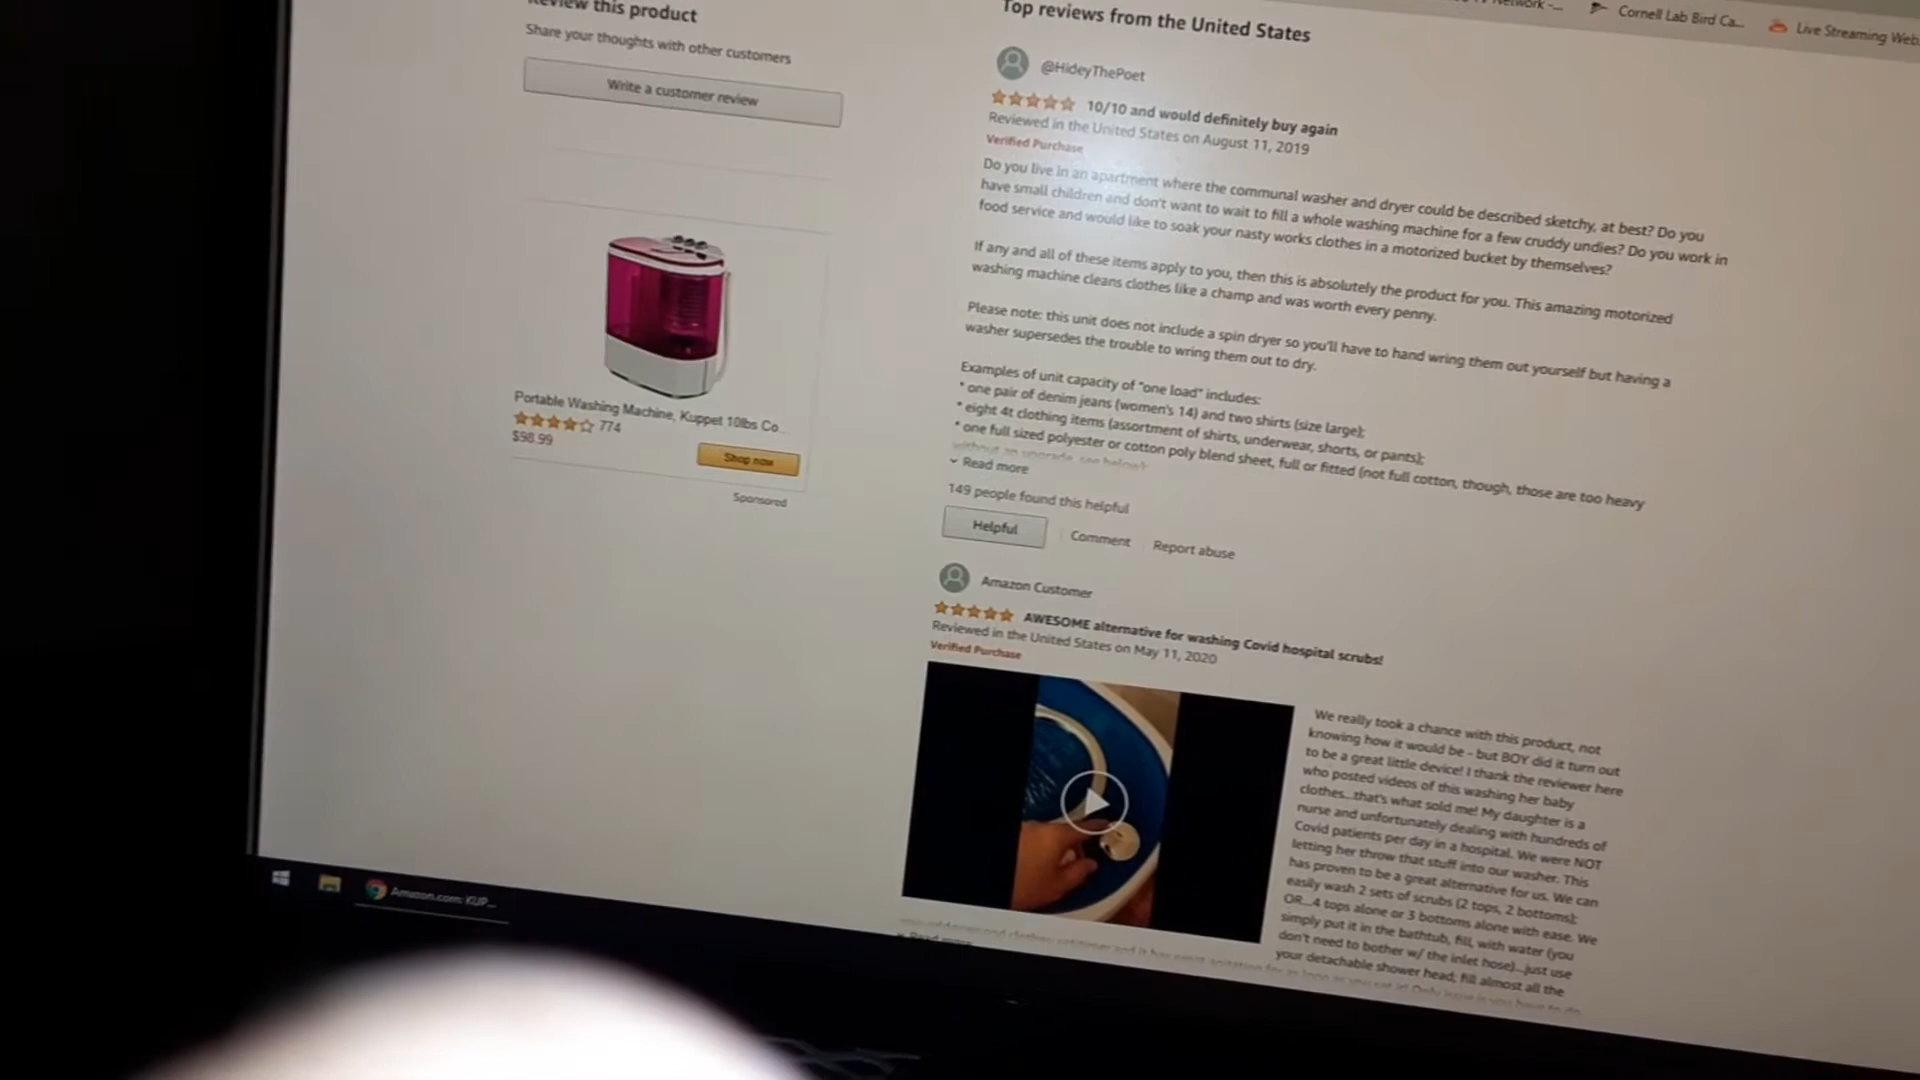 Review this product
Share your thoughts with other customers
Write a customer review
Portable Washing Machine, Kuppet 10lbs Co...
774
$98.99
Shop now
Sponsored
Network -...
Cornell Lab Bird Ca...
Live Streaming Web
Top reviews from the United States
@HideyThePoet
10/10 and would definitely buy again
Reviewed in the United States on August 11, 2019
Verified Purchase
Do you live in an apartment where the communal washer and dryer could be described sketchy, at best? Do you
have small children and don't want to wait to fill a whole washing machine for a few cruddy undies? Do you work in
food service and would like to soak your nasty works clothes in a motorized bucket by themselves?
If any and all of these items apply to you, then this is absolutely the product for you. This amazing motorized
washing machine cleans clothes like a champ and was worth every penny.
Please note: this unit does not include a spin dryer so you'll have to hand wring them out yourself but having a
washer supersedes the trouble to wring them out to dry.
Examples of unit capacity of "one load" includes:
* one pair of denim jeans (women's 14) and two shirts (size large);
* eight 4t clothing items (assortment of shirts, underwear, shorts, or pants);
* one full sized polyester or cotton poly blend sheet, full or fitted (not full cotton, though, those are too heavy
without an upgrade, see below);
Read more
149 people found this helpful
Helpful
Comment
Report abuse
Amazon Customer
AWESOME alternative for washing Covid hospital scrubs!
Reviewed in the United States on May 11, 2020
Verified Purchase
We really took a chance with this product, not
knowing how it would be - but BOY did it turn out
to be a great little device! I thank the reviewer here
who posted videos of this washing her baby
clothes...that's what sold me! My daughter is a
nurse and unfortunately dealing with hundreds of
Covid patients per day in a hospital. We were NOT
letting her throw that stuff into our washer. This
has proven to be a great alternative for us. We can
easily wash 2 sets of scrubs (2 tops, 2 bottoms);
OR...4 tops alone or 3 bottoms alone with ease. We
simply put it in the bathtub, fill, with water (you
don't need to bother w/ the inlet hose)...just use
your detachable shower head, fill almost all the
Read more
Amazon.com: KUP...